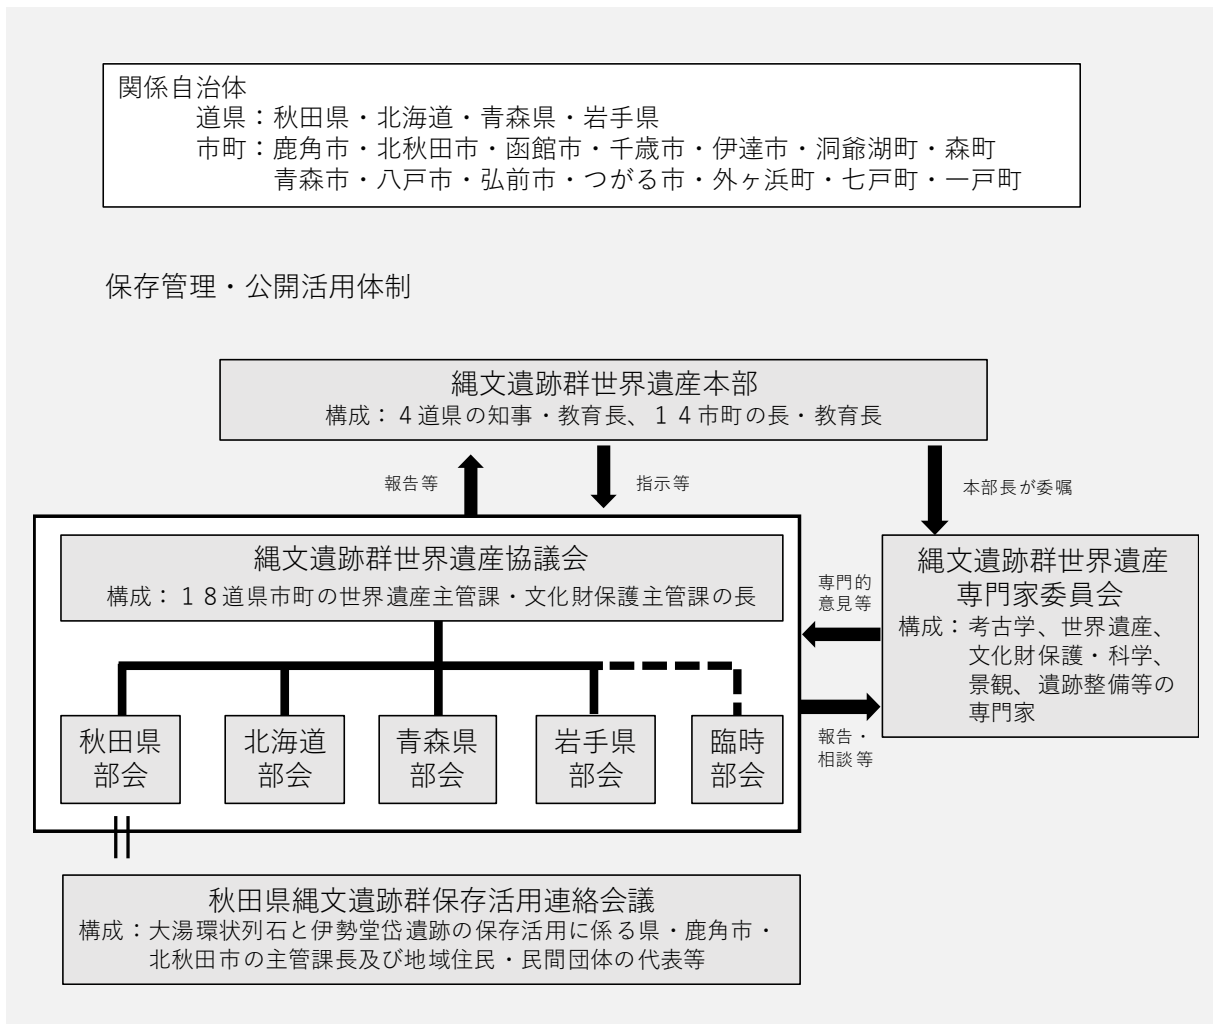 関係自治体
道県：秋田県・北海道・青森県・岩手県
市町：鹿角市・北秋田市・函館市・千歳市・伊達市・洞爺湖町・森町
青森市・八戸市・弘前市・つがる市・外ヶ浜町・七戸町・一戸町
保存管理・公開活用体制
縄文遺跡群世界遺産本部
構成：４道県の知事・教育長、１４市町の長・教育長
報告等
指示等
本部長が委嘱
縄文遺跡群世界遺産協議会
構成：１８道県市町の世界遺産主管課・文化財保護主管課の長
専門的
意見等
報告・
相談等
縄文遺跡群世界遺産
専門家委員会
構成：考古学、世界遺産、
文化財保護・科学、
景観、遺跡整備等の
専門家
秋田県
部会
北海道
部会
青森県
部会
岩手県
部会
臨時
部会
秋田県縄文遺跡群保存活用連絡会議
構成：大湯環状列石と伊勢堂岱遺跡の保存活用に係る県・鹿角市・
北秋田市の主管課長及び地域住民・民間団体の代表等